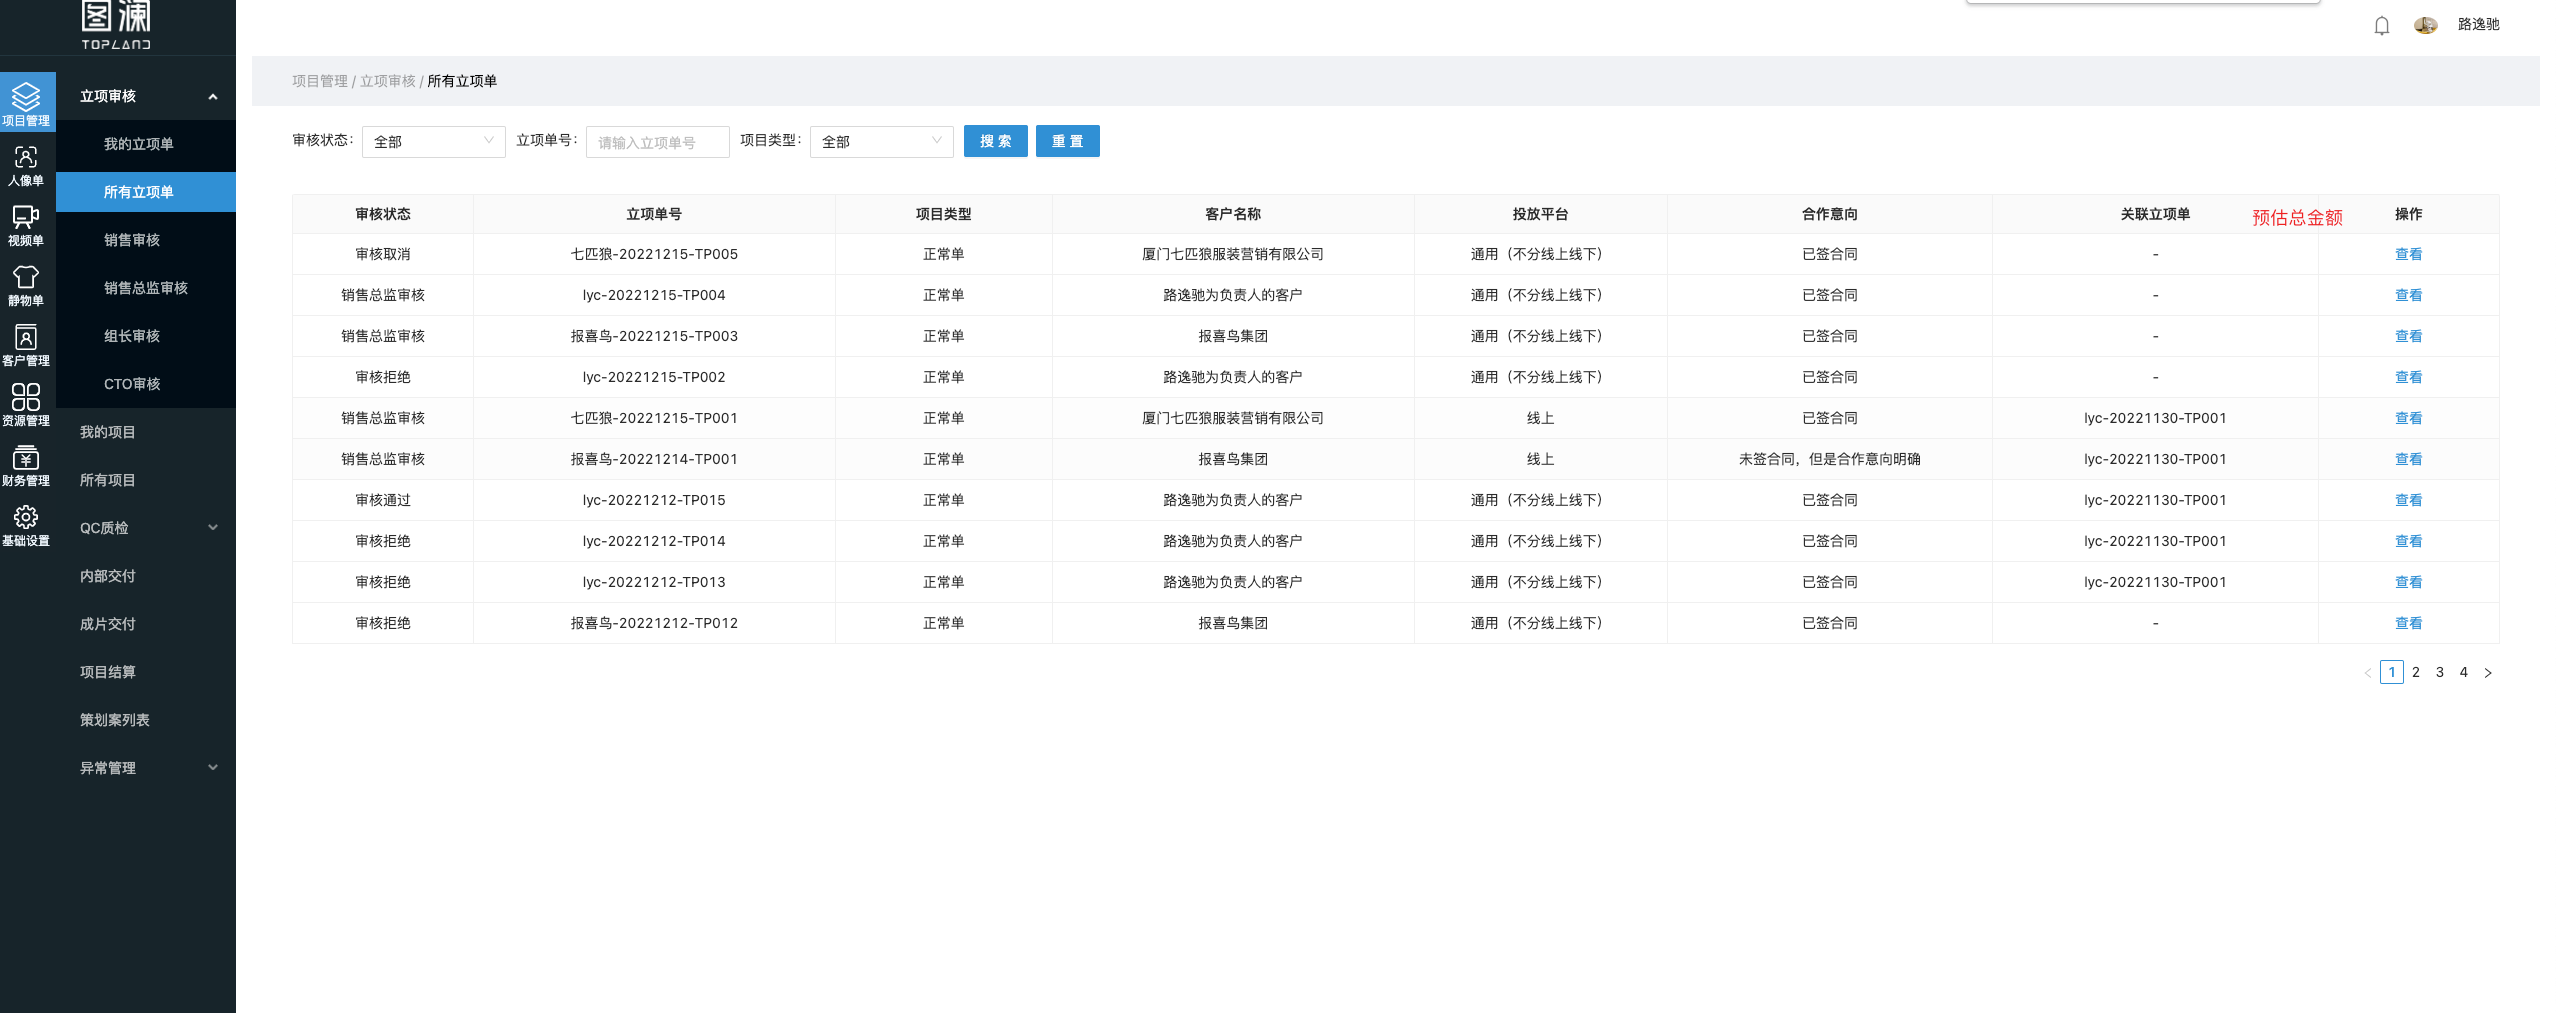 图澜
TOPLAND
路逸驰
项目管理
人像单
视频单
静物单
客户管理
资源管理
财务管理
基础设置
立项审核
我的立项单
所有立项单
销售审核
销售总监审核
组长审核
CTO审核
我的项目
所有项目
QC质检
内部交付
成片交付
项目结算
策划案列表
异常管理
项目管理 / 立项审核 / 所有立项单
审核状态: 全部 立项单号: 请输入立项单号 项目类型: 全部 搜 索 重 置
审核状态 立项单号 项目类型 客户名称 投放平台 合作意向 关联立项单 预估总金额 操作
审核取消 七匹狼-20221215-TP005 正常单 厦门七匹狼服装营销有限公司 通用（不分线上线下） 已签合同 - 查看
销售总监审核 lyc-20221215-TP004 正常单 路逸驰为负责人的客户 通用（不分线上线下） 已签合同 - 查看
销售总监审核 报喜鸟-20221215-TP003 正常单 报喜鸟集团 通用（不分线上线下） 已签合同 - 查看
审核拒绝 lyc-20221215-TP002 正常单 路逸驰为负责人的客户 通用（不分线上线下） 已签合同 - 查看
销售总监审核 七匹狼-20221215-TP001 正常单 厦门七匹狼服装营销有限公司 线上 已签合同 lyc-20221130-TP001 查看
销售总监审核 报喜鸟-20221214-TP001 正常单 报喜鸟集团 线上 未签合同，但是合作意向明确 lyc-20221130-TP001 查看
审核通过 lyc-20221212-TP015 正常单 路逸驰为负责人的客户 通用（不分线上线下） 已签合同 lyc-20221130-TP001 查看
审核拒绝 lyc-20221212-TP014 正常单 路逸驰为负责人的客户 通用（不分线上线下） 已签合同 lyc-20221130-TP001 查看
审核拒绝 lyc-20221212-TP013 正常单 路逸驰为负责人的客户 通用（不分线上线下） 已签合同 lyc-20221130-TP001 查看
审核拒绝 报喜鸟-20221212-TP012 正常单 报喜鸟集团 通用（不分线上线下） 已签合同 - 查看
< 1 2 3 4 >